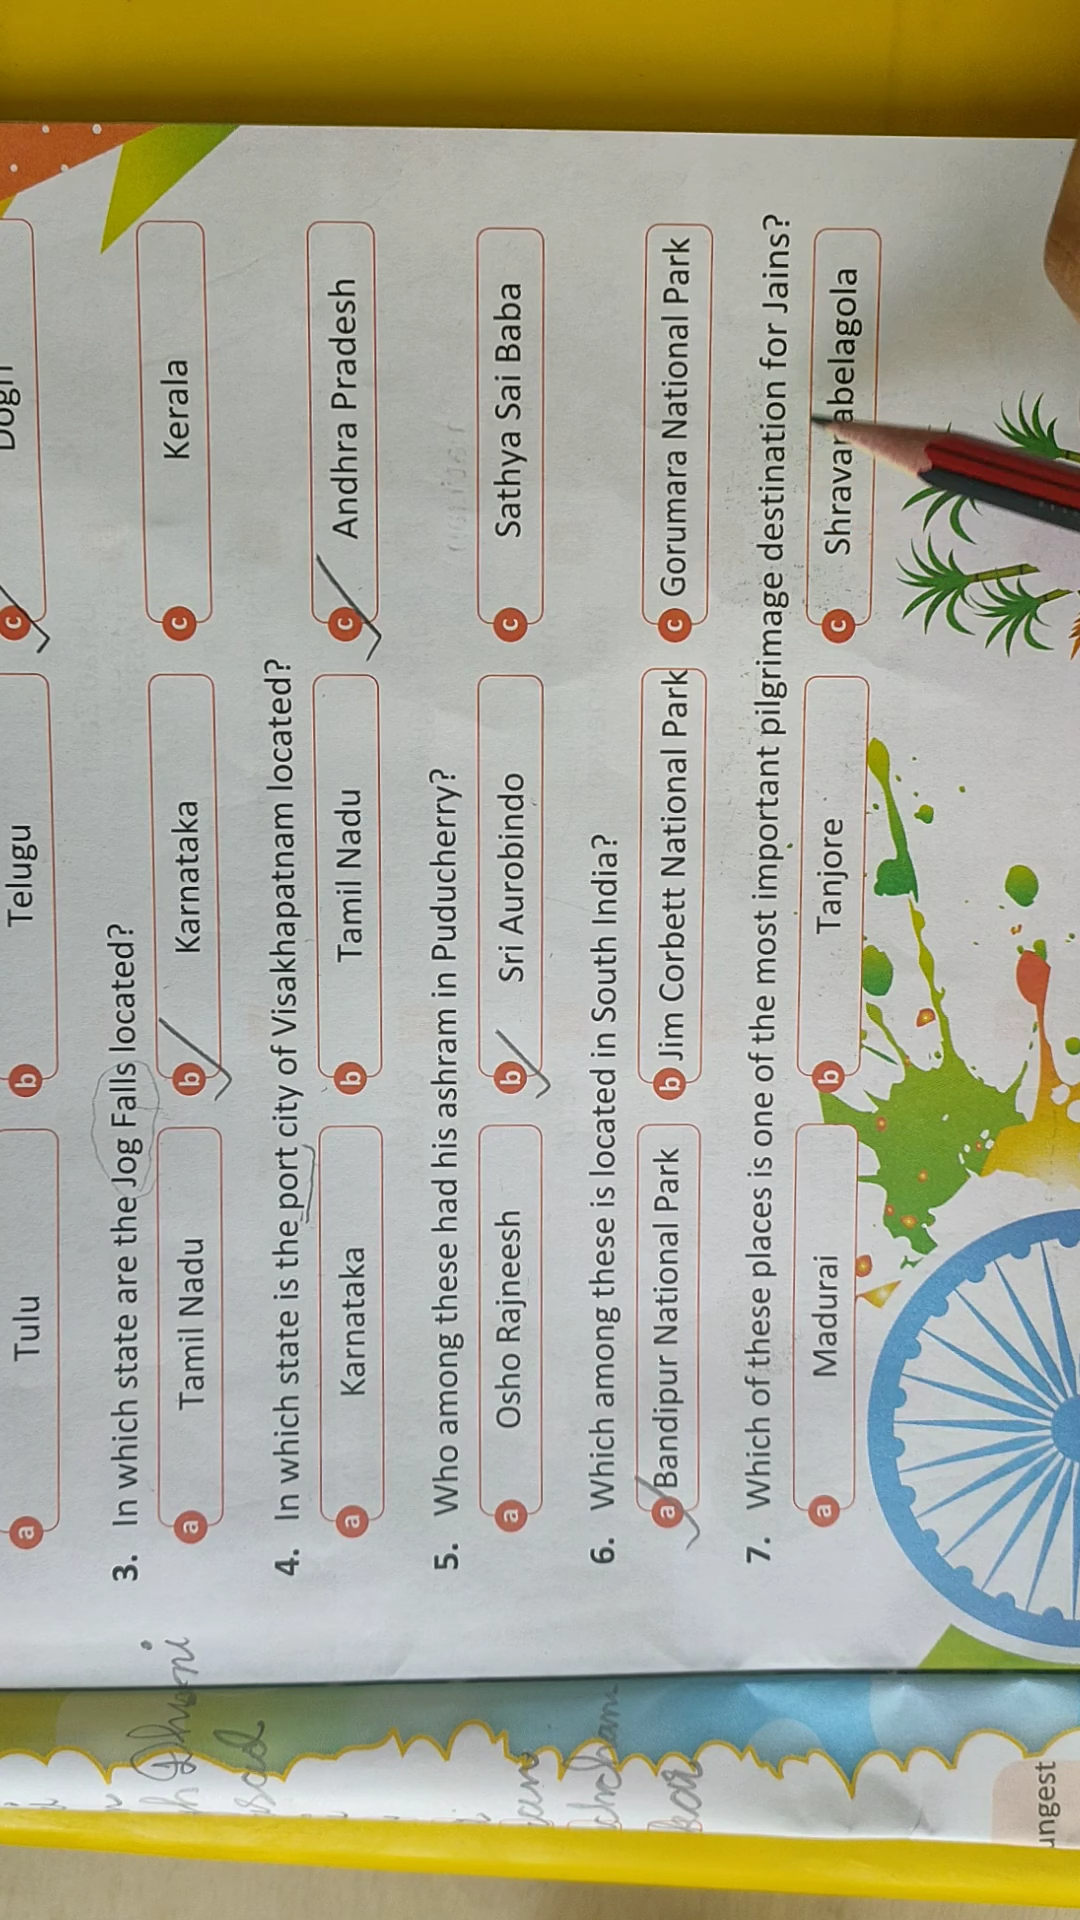 a Tulu b Telugu c
3. In which state are the Jog Falls located?
a Tamil Nadu b Karnataka c Kerala
4. In which state is the port city of Visakhapatnam located?
a Karnataka b Tamil Nadu c Andhra Pradesh
5. Who among these had his ashram in Puducherry?
a Osho Rajneesh b Sri Aurobindo c Sathya Sai Baba
6. Which among these is located in South India?
a Bandipur National Park b Jim Corbett National Park c Gorumara National Park
7. Which of these places is one of the most important pilgrimage destination for Jains?
a Madurai b Tanjore c Shravanabelagola
ungest